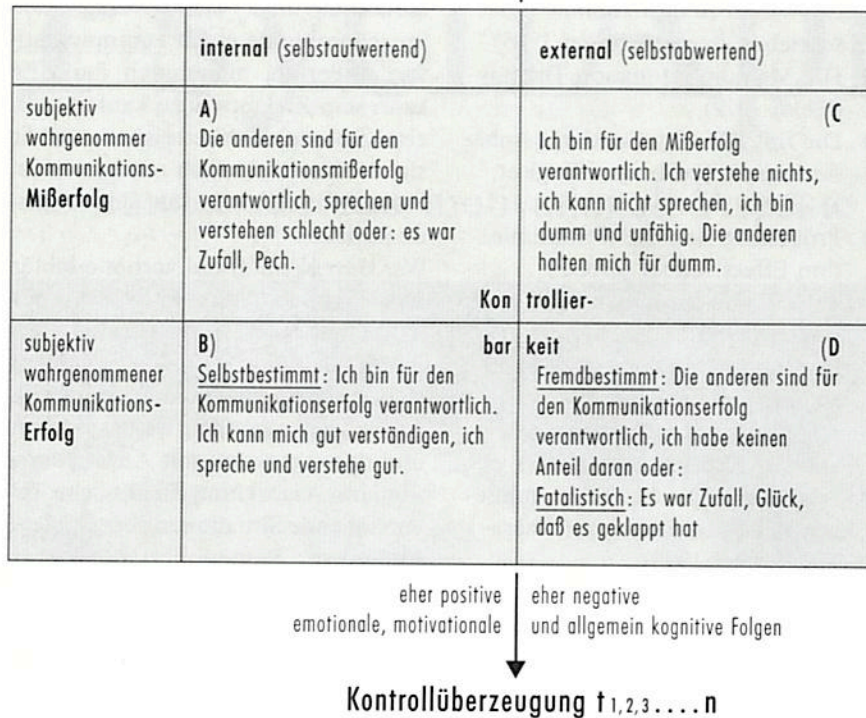 internal (selbstaufwertend)
external (selbstabwertend)
subjektiv
wahrgenommer
Kommunikations-
Mißerfolg
A)
Die anderen sind für den
Kommunikationsmißerfolg
verantwortlich, sprechen und
verstehen schlecht oder: es war
Zufall, Pech.
(C
Ich bin für den Mißerfolg
verantwortlich. Ich verstehe nichts,
ich kann nicht sprechen, ich bin
dumm und unfähig. Die anderen
halten mich für dumm.
Kon trollier-
subjektiv
wahrgenommener
Kommunikations-
Erfolg
B)
bar keit
(D
Selbstbestimmt: Ich bin für den
Kommunikationserfolg verantwortlich.
Ich kann mich gut verständigen, ich
spreche und verstehe gut.
Fremdbestimmt: Die anderen sind für
den Kommunikationserfolg
verantwortlich, ich habe keinen
Anteil daran oder:
Fatalistisch: Es war Zufall, Glück,
daß es geklappt hat
eher positive
emotionale, motivationale
eher negative
und allgemein kognitive Folgen
Kontrollüberzeugung t 1,2,3 . . . . n